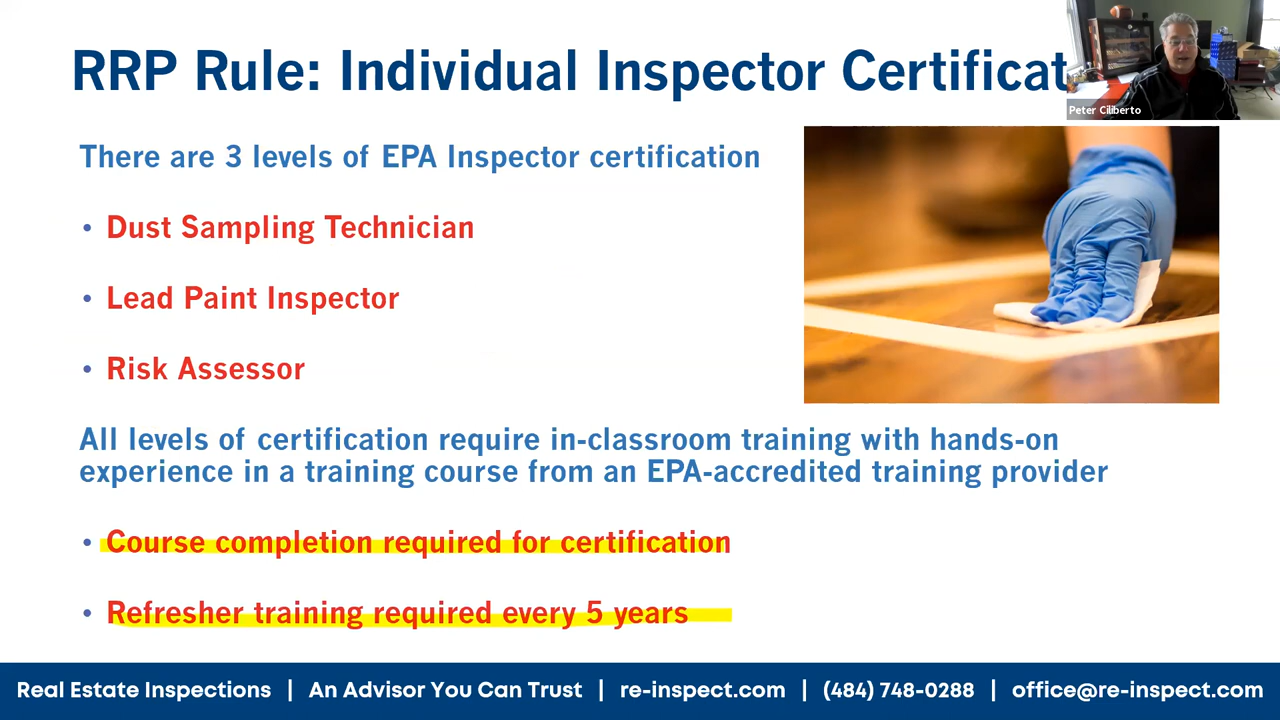 RRP Rule: Individual Inspector Certificat
Peter Ciliberto
There are 3 levels of EPA Inspector certification
• Dust Sampling Technician
• Lead Paint Inspector
• Risk Assessor
All levels of certification require in-classroom training with hands-on
experience in a training course from an EPA-accredited training provider
• Course completion required for certification
• Refresher training required every 5 years
Real Estate Inspections | An Advisor You Can Trust | re-inspect.com | (484) 748-0288 | office@re-inspect.com